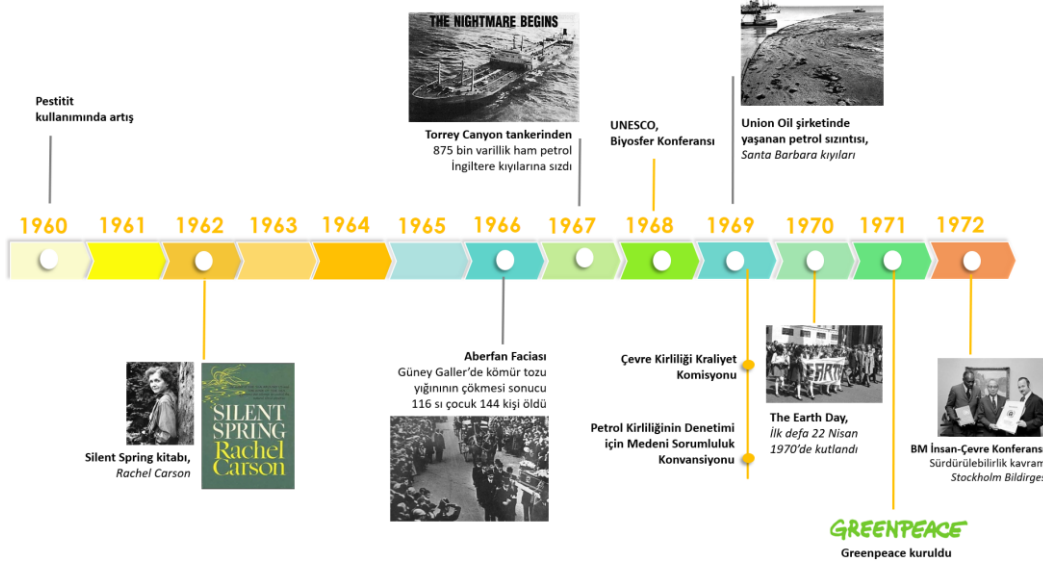 THE NIGHTMARE BEGINS
Pestitit
kullanımında artış
Torrey Canyon tankerinden
875 bin varillik ham petrol
İngiltere kıyılarına sızdı
UNESCO,
Biyosfer Konferansı
Union Oil şirketinde
yaşanan petrol sızıntısı,
Santa Barbara kıyıları
1960
1961
1962
1963
1964
1965
1966
1967
1968
1969
1970
1971
1972
SILENT
SPRING
Rachel
Carson
Silent Spring kitabı,
Rachel Carson
Aberfan Faciası
Güney Galler’de kömür tozu
yığınının çökmesi sonucu
116 sı çocuk 144 kişi öldü
Çevre Kirliliği Kraliyet
Komisyonu
Petrol Kirliliğinin Denetimi
için Medeni Sorumluluk
Konvansiyonu
EARTH
The Earth Day,
İlk defa 22 Nisan
1970’de kutlandı
GREENPEACE
Greenpeace kuruldu
BM İnsan-Çevre Konferans
Sürdürülebilirlik kavram
Stockholm Bildirges